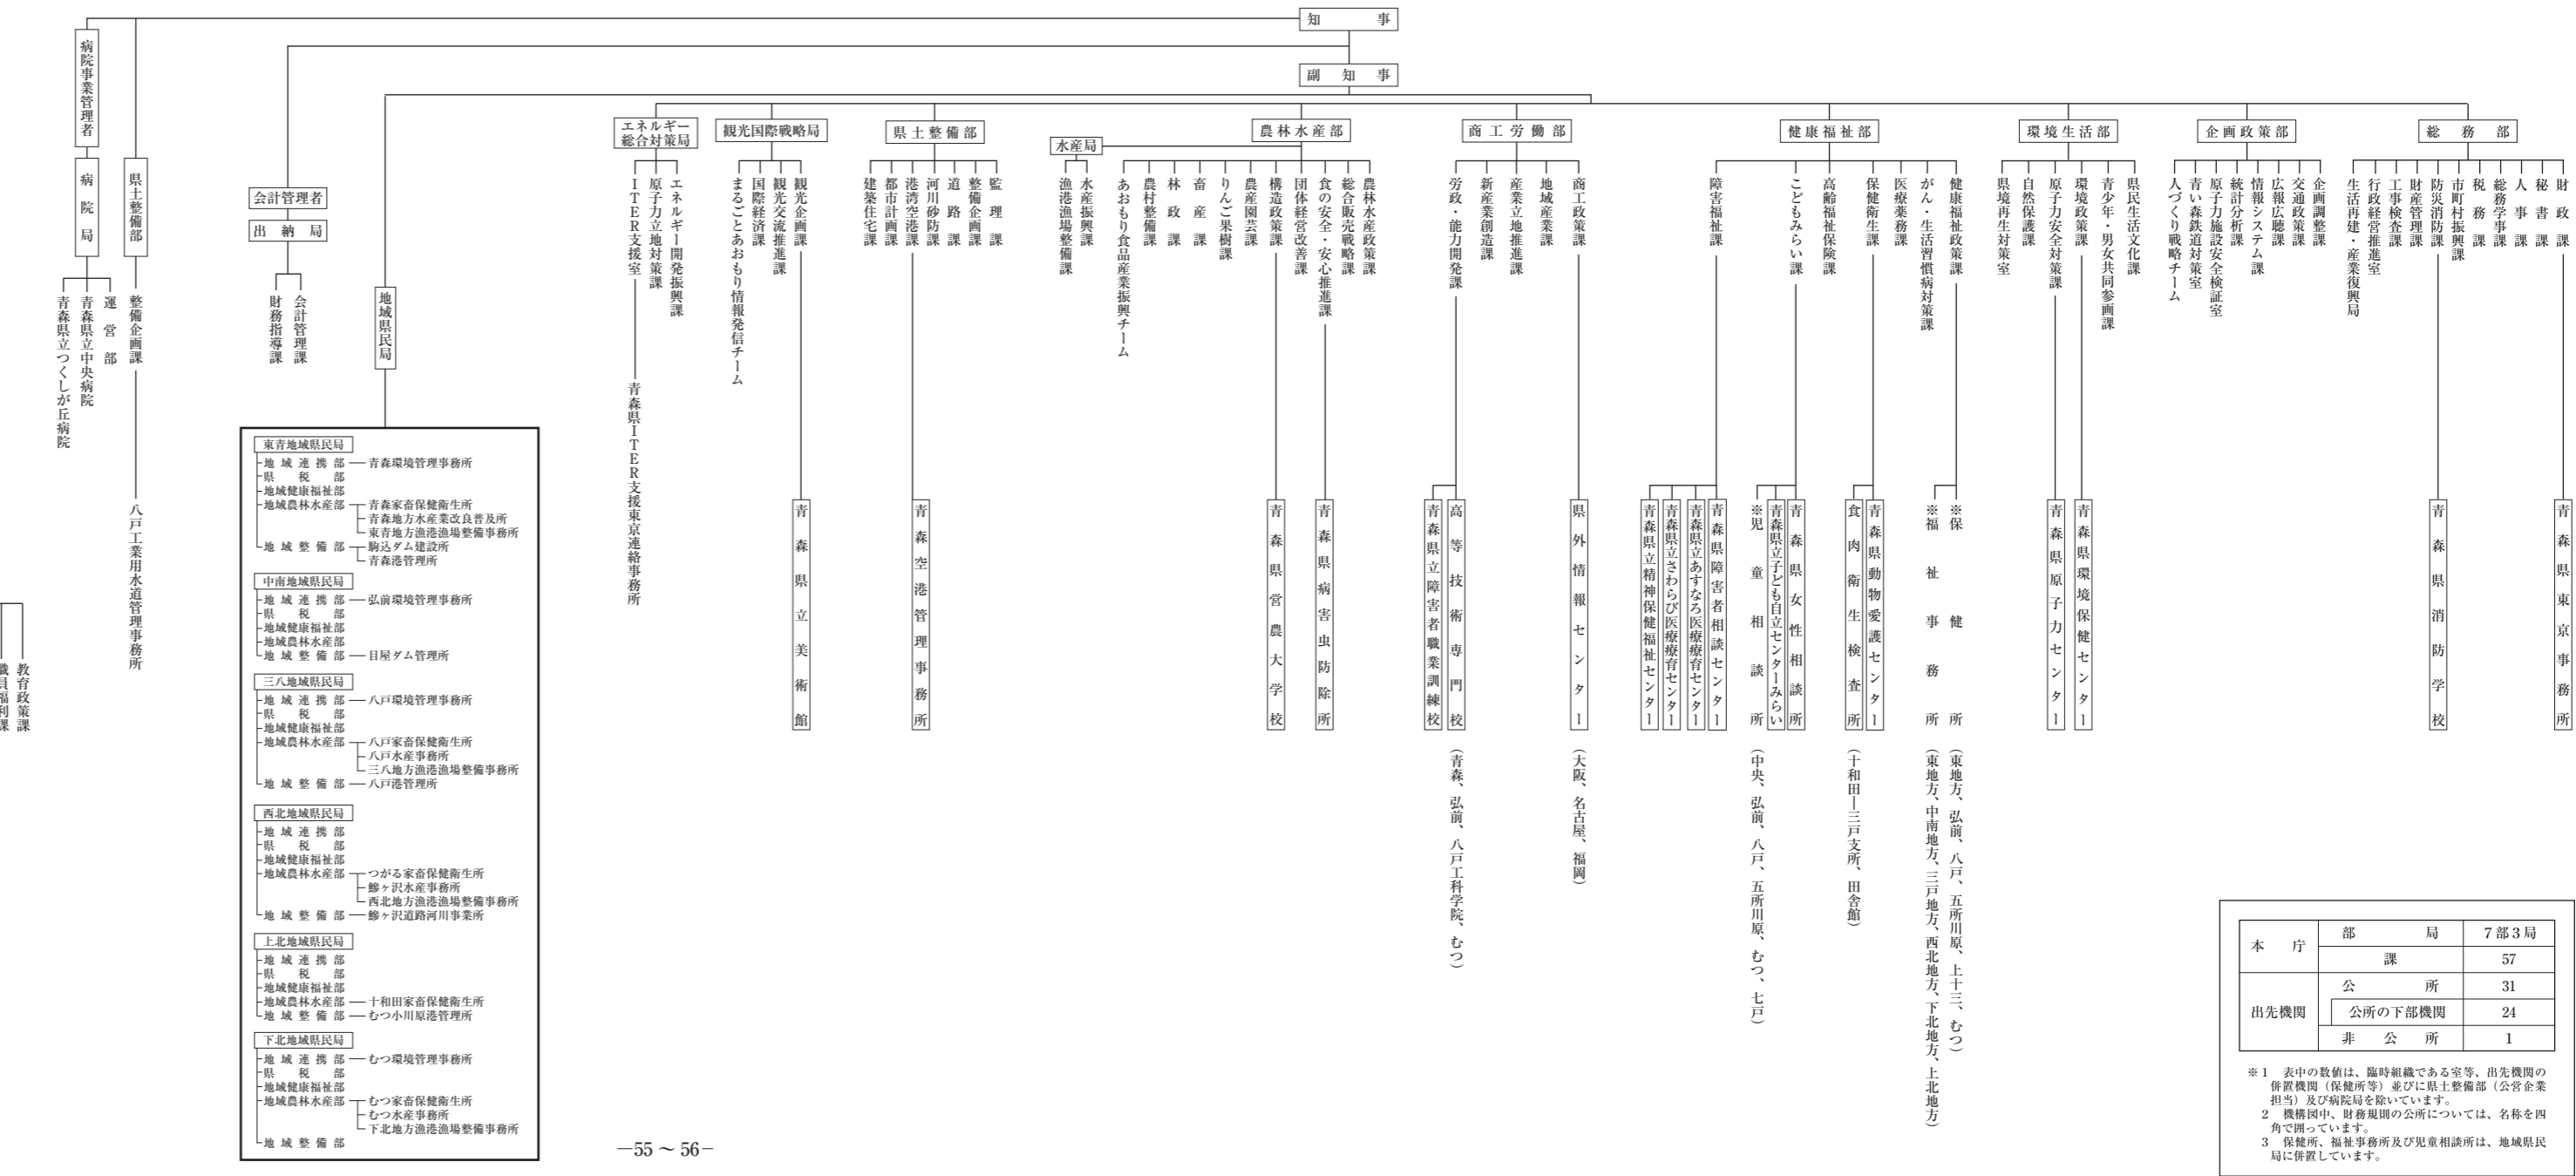 知事
副知事
総務部
財政課
秘書課
人事課
総務学事課
税務課
市町村振興課
防災消防課
財産管理課
工事検査課
行政経営推進室
生活再建・産業復興局
青森県東京事務所
青森県消防学校
企画政策部
企画調整課
交通政策課
広報広聴課
情報システム課
統計分析課
原子力施設安全検証室
青い森鉄道対策室
人づくり戦略チーム
環境生活部
県民生活文化課
青少年・男女共同参画課
環境政策課
原子力安全対策課
自然保護課
県境再生対策室
青森県環境保健センター
青森県原子力センター
健康福祉部
健康福祉政策課
がん・生活習慣病対策課
医療薬務課
保健衛生課
高齢福祉保険課
こどもみらい課
障害福祉課
※保健所（東地方、弘前、八戸、五所川原、上十三、むつ）
※福祉事務所（東地方、中南地方、三戸地方、西北地方、下北地方、上北地方）
青森県動物愛護センター
食肉衛生検査所（十和田―三戸支所、田舎館）
青森県女性相談所
青森県立子ども自立センターみらい
※児童相談所（中央、弘前、八戸、五所川原、むつ、七戸）
青森県障害者相談センター
青森県立あすなろ医療療育センター
青森県立さわらび医療療育センター
青森県立精神保健福祉センター
商工労働部
商工政策課
地域産業課
産業立地推進課
新産業創造課
労政・能力開発課
県外情報センター（大阪、名古屋、福岡）
高等技術専門校（青森、弘前、八戸工科学院、むつ）
青森県立障害者職業訓練校
農林水産部
農林水産政策課
総合販売戦略課
食の安全・安心推進課
団体経営改善課
構造政策課
農産園芸課
りんご果樹課
畜産課
林政課
農村整備課
あおもり食品産業振興チーム
青森県病害虫防除所
青森県営農大学校
水産局
水産振興課
漁港漁場整備課
県土整備部
監理課
整備企画課
道路課
河川砂防課
港湾空港課
都市計画課
建築住宅課
青森空港管理事務所
観光国際戦略局
観光企画課
観光交流推進課
国際経済課
まるごとあおもり情報発信チーム
青森県立美術館
エネルギー
総合対策局
エネルギー開発振興課
原子力立地対策課
ITER支援室
青森県ITER支援東京連絡事務所
地域県民局
東青地域県民局
地域連携部 青森環境管理事務所
県税部
地域健康福祉部
地域農林水産部 青森家畜保健衛生所
青森地方水産業改良普及所
東青地方漁港漁場整備事務所
地域整備部 駒込ダム建設所
青森港管理所
中南地域県民局
地域連携部 弘前環境管理事務所
県税部
地域健康福祉部
地域農林水産部
地域整備部 目屋ダム管理所
三八地域県民局
地域連携部 八戸環境管理事務所
県税部
地域健康福祉部
地域農林水産部 八戸家畜保健衛生所
八戸水産事務所
三八地方漁港漁場整備事務所
地域整備部 八戸港管理所
西北地域県民局
地域連携部
県税部
地域健康福祉部
地域農林水産部 つがる家畜保健衛生所
鰺ヶ沢水産事務所
西北地方漁港漁場整備事務所
地域整備部 鰺ヶ沢道路河川事業所
上北地域県民局
地域連携部
県税部
地域健康福祉部
地域農林水産部 十和田家畜保健衛生所
地域整備部 むつ小川原港管理所
下北地域県民局
地域連携部 むつ環境管理事務所
県税部
地域健康福祉部
地域農林水産部 むつ家畜保健衛生所
むつ水産事務所
下北地方漁港漁場整備事務所
地域整備部
会計管理者
出納局
会計管理課
財務指導課
県土整備部
整備企画課
八戸工業用水道管理事務所
病院事業管理者
病院局
運営部
青森県立中央病院
青森県立つくしが丘病院
教育政策課
職員福利課
本庁 部局 7部3局
課 57
出先機関 公所 31
公所の下部機関 24
非公所 1
※1 表中の数値は、臨時組織である室等、出先機関の
併置機関（保健所等）並びに県土整備部（公営企業
担当）及び病院局を除いています。
2 機構図中、財務規則の公所については、名称を四
角で囲っています。
3 保健所、福祉事務所及び児童相談所は、地域県民
局に併置しています。
―55～56―